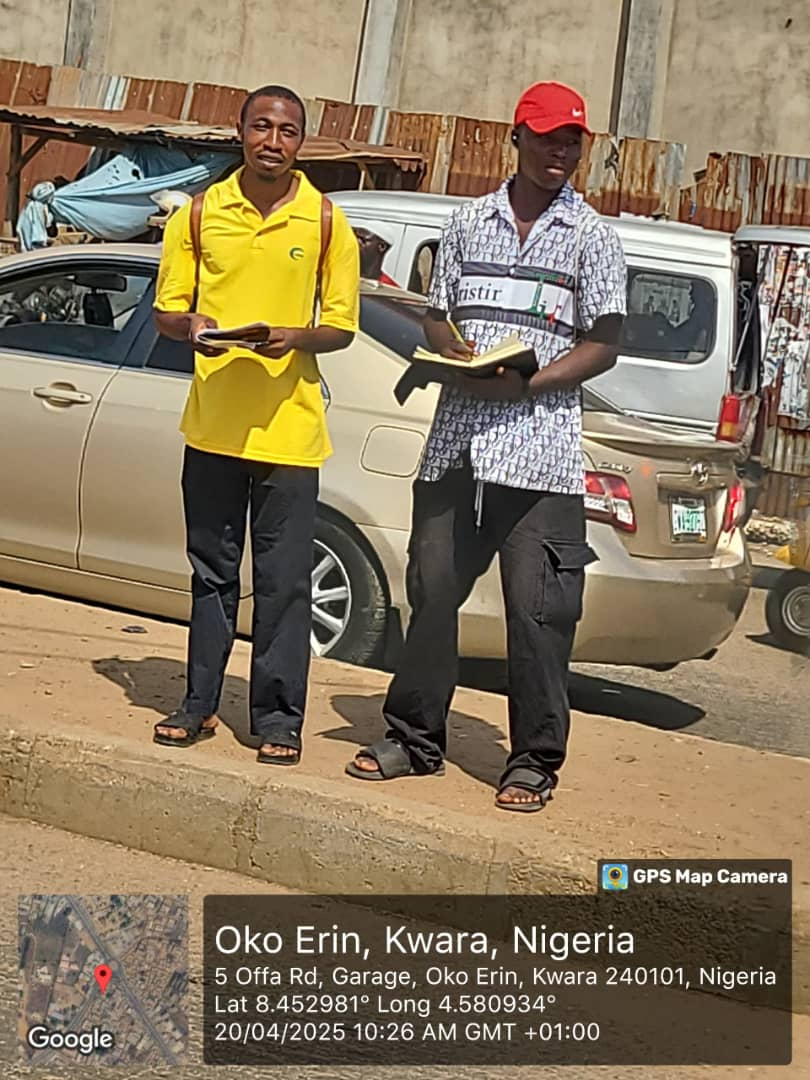 ristir
GPS Map Camera
Oko Erin, Kwara, Nigeria
5 Offa Rd, Garage, Oko Erin, Kwara 240101, Nigeria
Lat 8.452981° Long 4.580934°
20/04/2025 10:26 AM GMT +01:00
Google